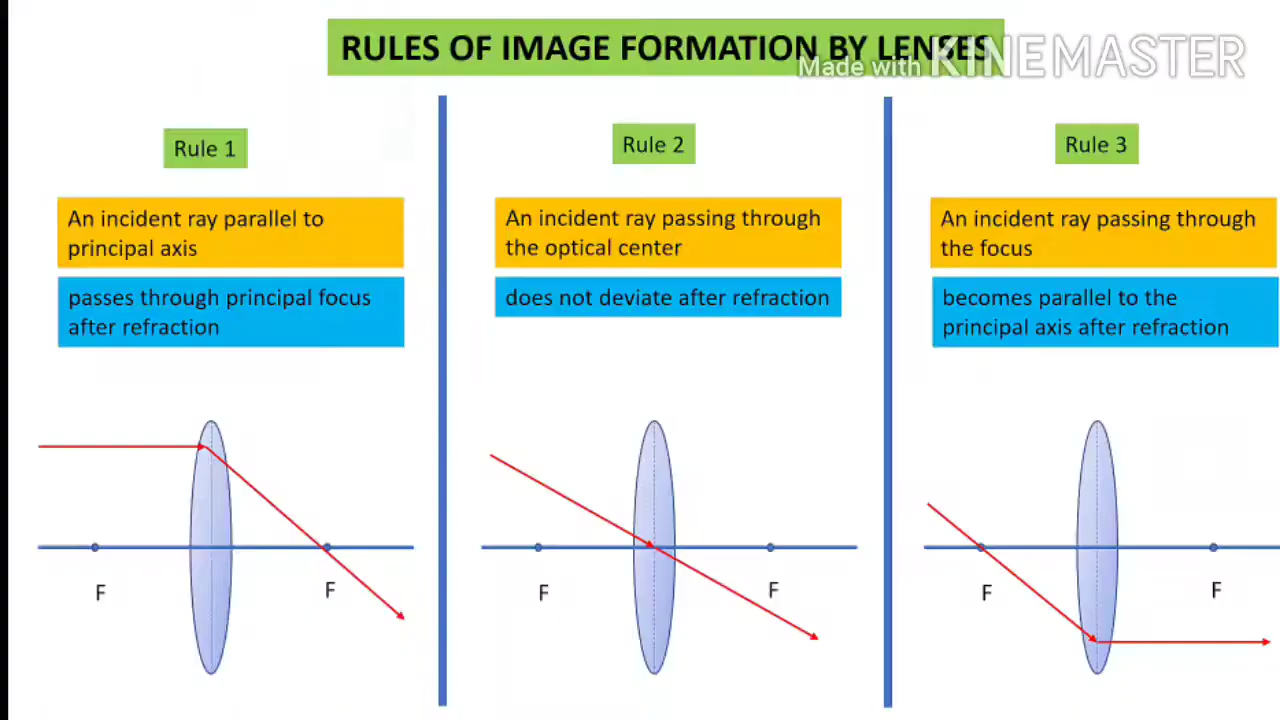 RULES OF IMAGE FORMATION BY LENSES
Made with KINEMASTER
Rule 1
An incident ray parallel to
principal axis
passes through principal focus
after refraction
F
F
Rule 2
An incident ray passing through
the optical center
does not deviate after refraction
F
F
Rule 3
An incident ray passing through
the focus
becomes parallel to the
principal axis after refraction
F
F